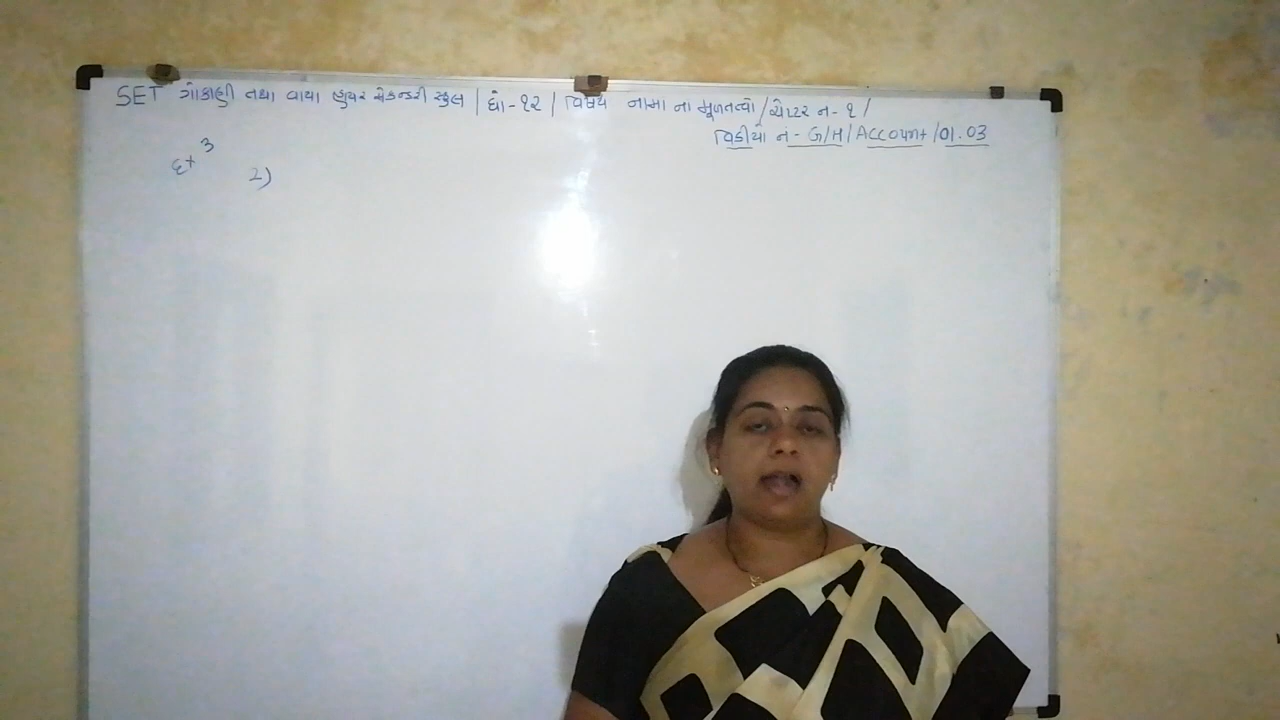 SET ગોકાણી તથા વાયા હાયર સેકન્ડરી સ્કુલ | ધો-૧૨ | વિષય નામા ના મૂળતત્વો / ચેપ્ટર નં- ૧ /
વિડીયો નં - G/H/Account/01.03
Ex 3 2)